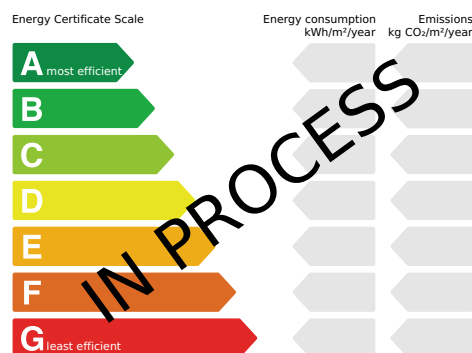 Energy Certificate Scale
Energy consumption
kWh/m²/year
Emissions
kg CO₂/m²/year
A most efficient
B
C
D
E
F
G least efficient
IN PROCESS